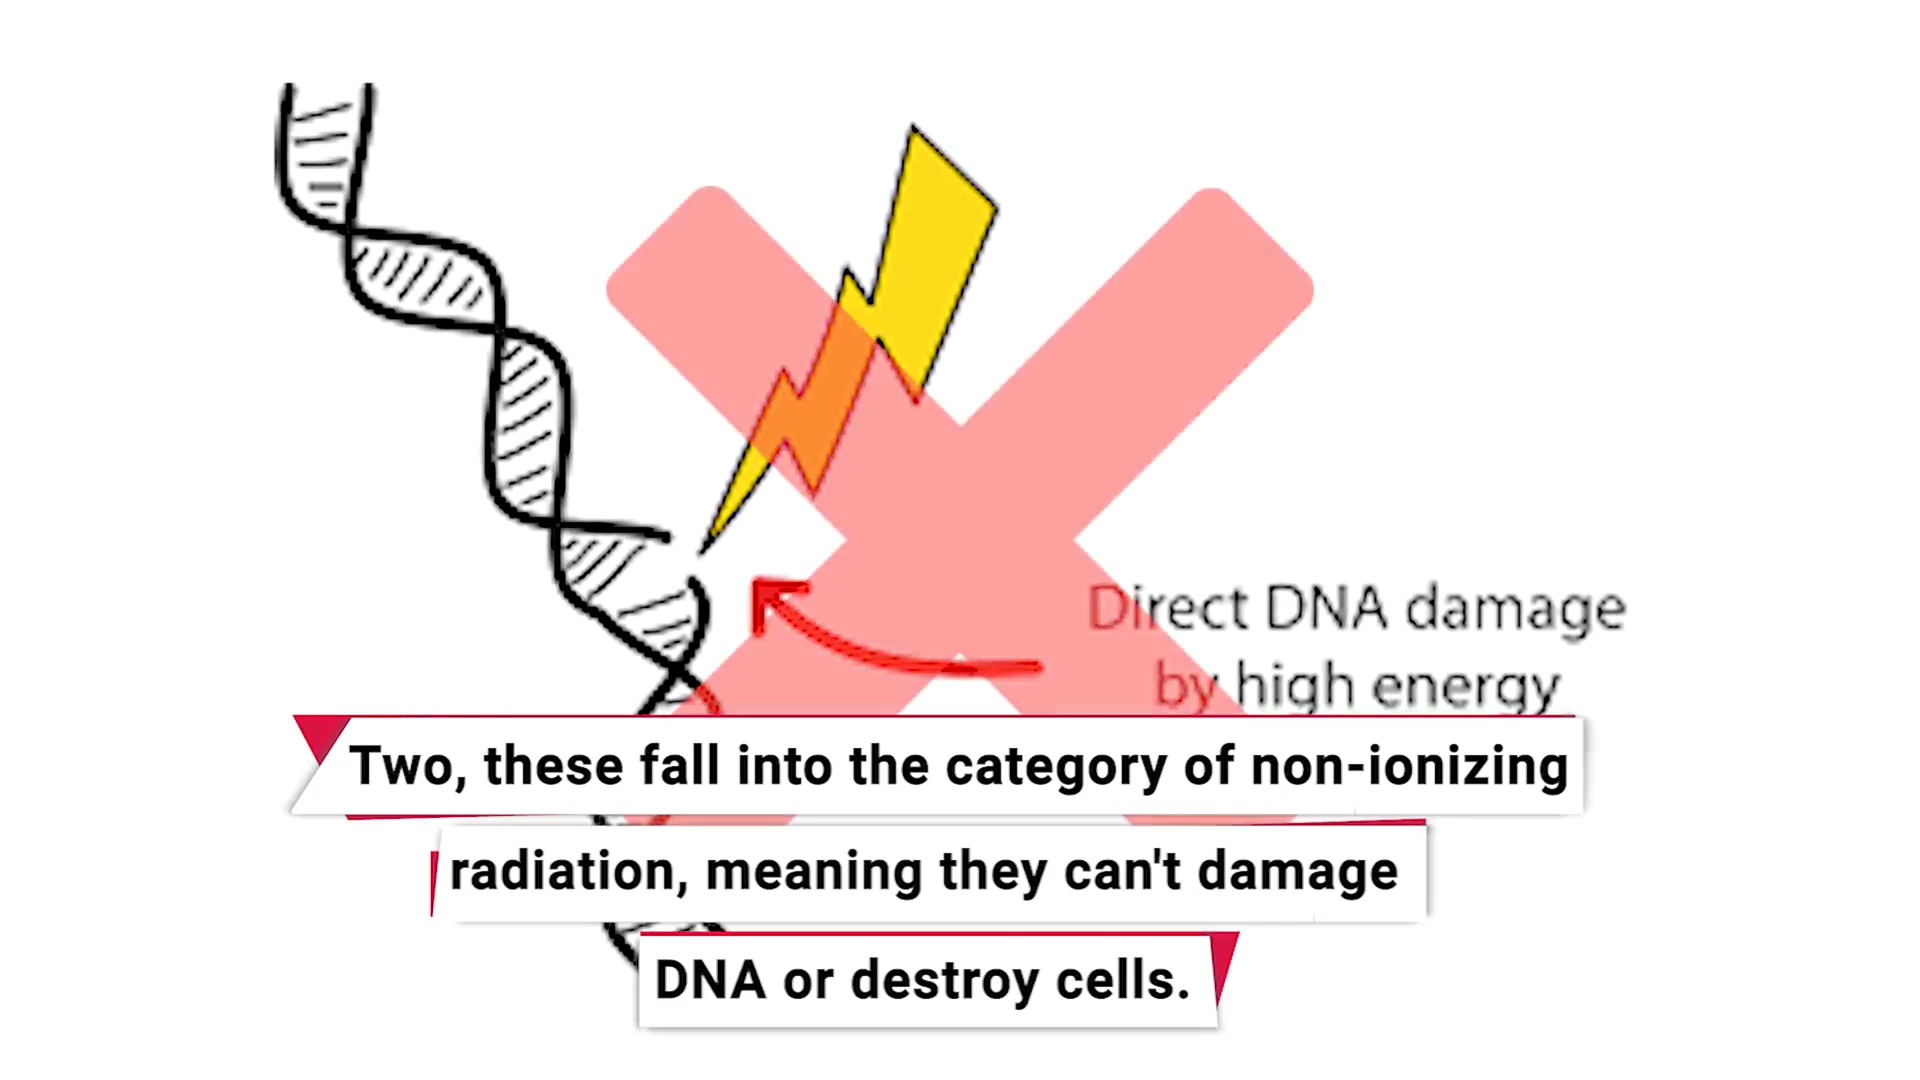 Direct DNA damage
by high energy
Two, these fall into the category of non-ionizing
radiation, meaning they can't damage
DNA or destroy cells.